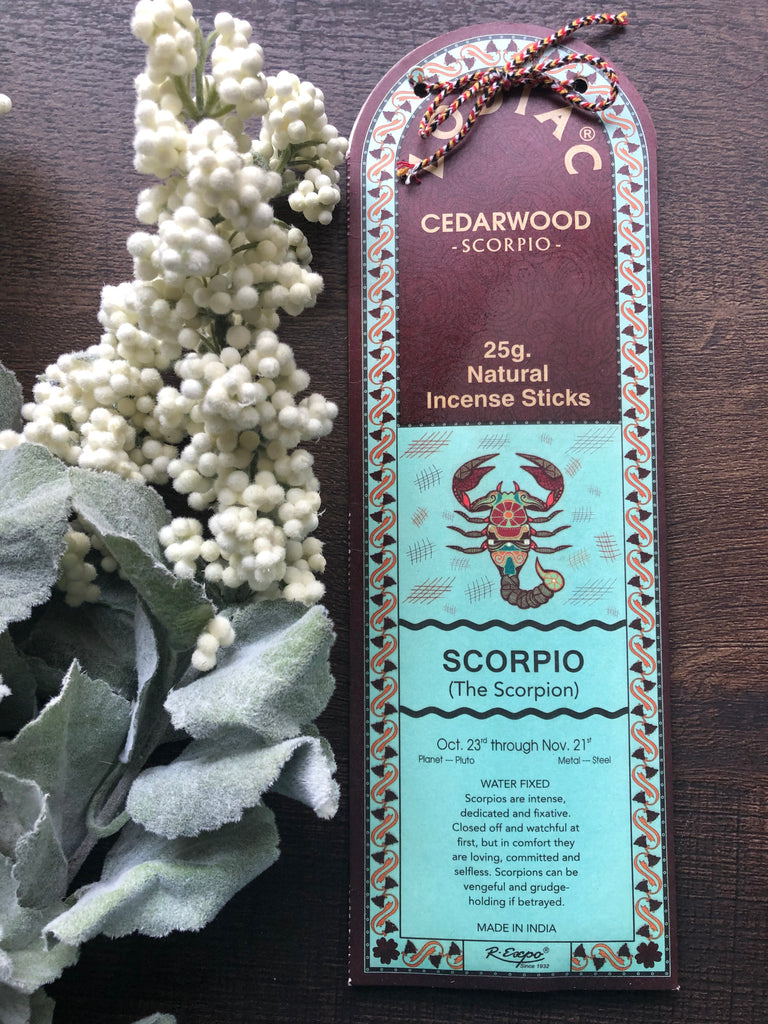 ZODIAC®
CEDARWOOD
-SCORPIO-
25g.
Natural
Incense Sticks
SCORPIO
(The Scorpion)
Oct. 23rd through Nov. 21st
Planet --- Pluto Metal --- Steel
WATER FIXED
Scorpios are intense,
dedicated and fixative.
Closed off and watchful at
first, but in comfort they
are loving, committed and
selfless. Scorpions can be
vengeful and grudge-
holding if betrayed.
MADE IN INDIA
R-Expo®
Since 1932